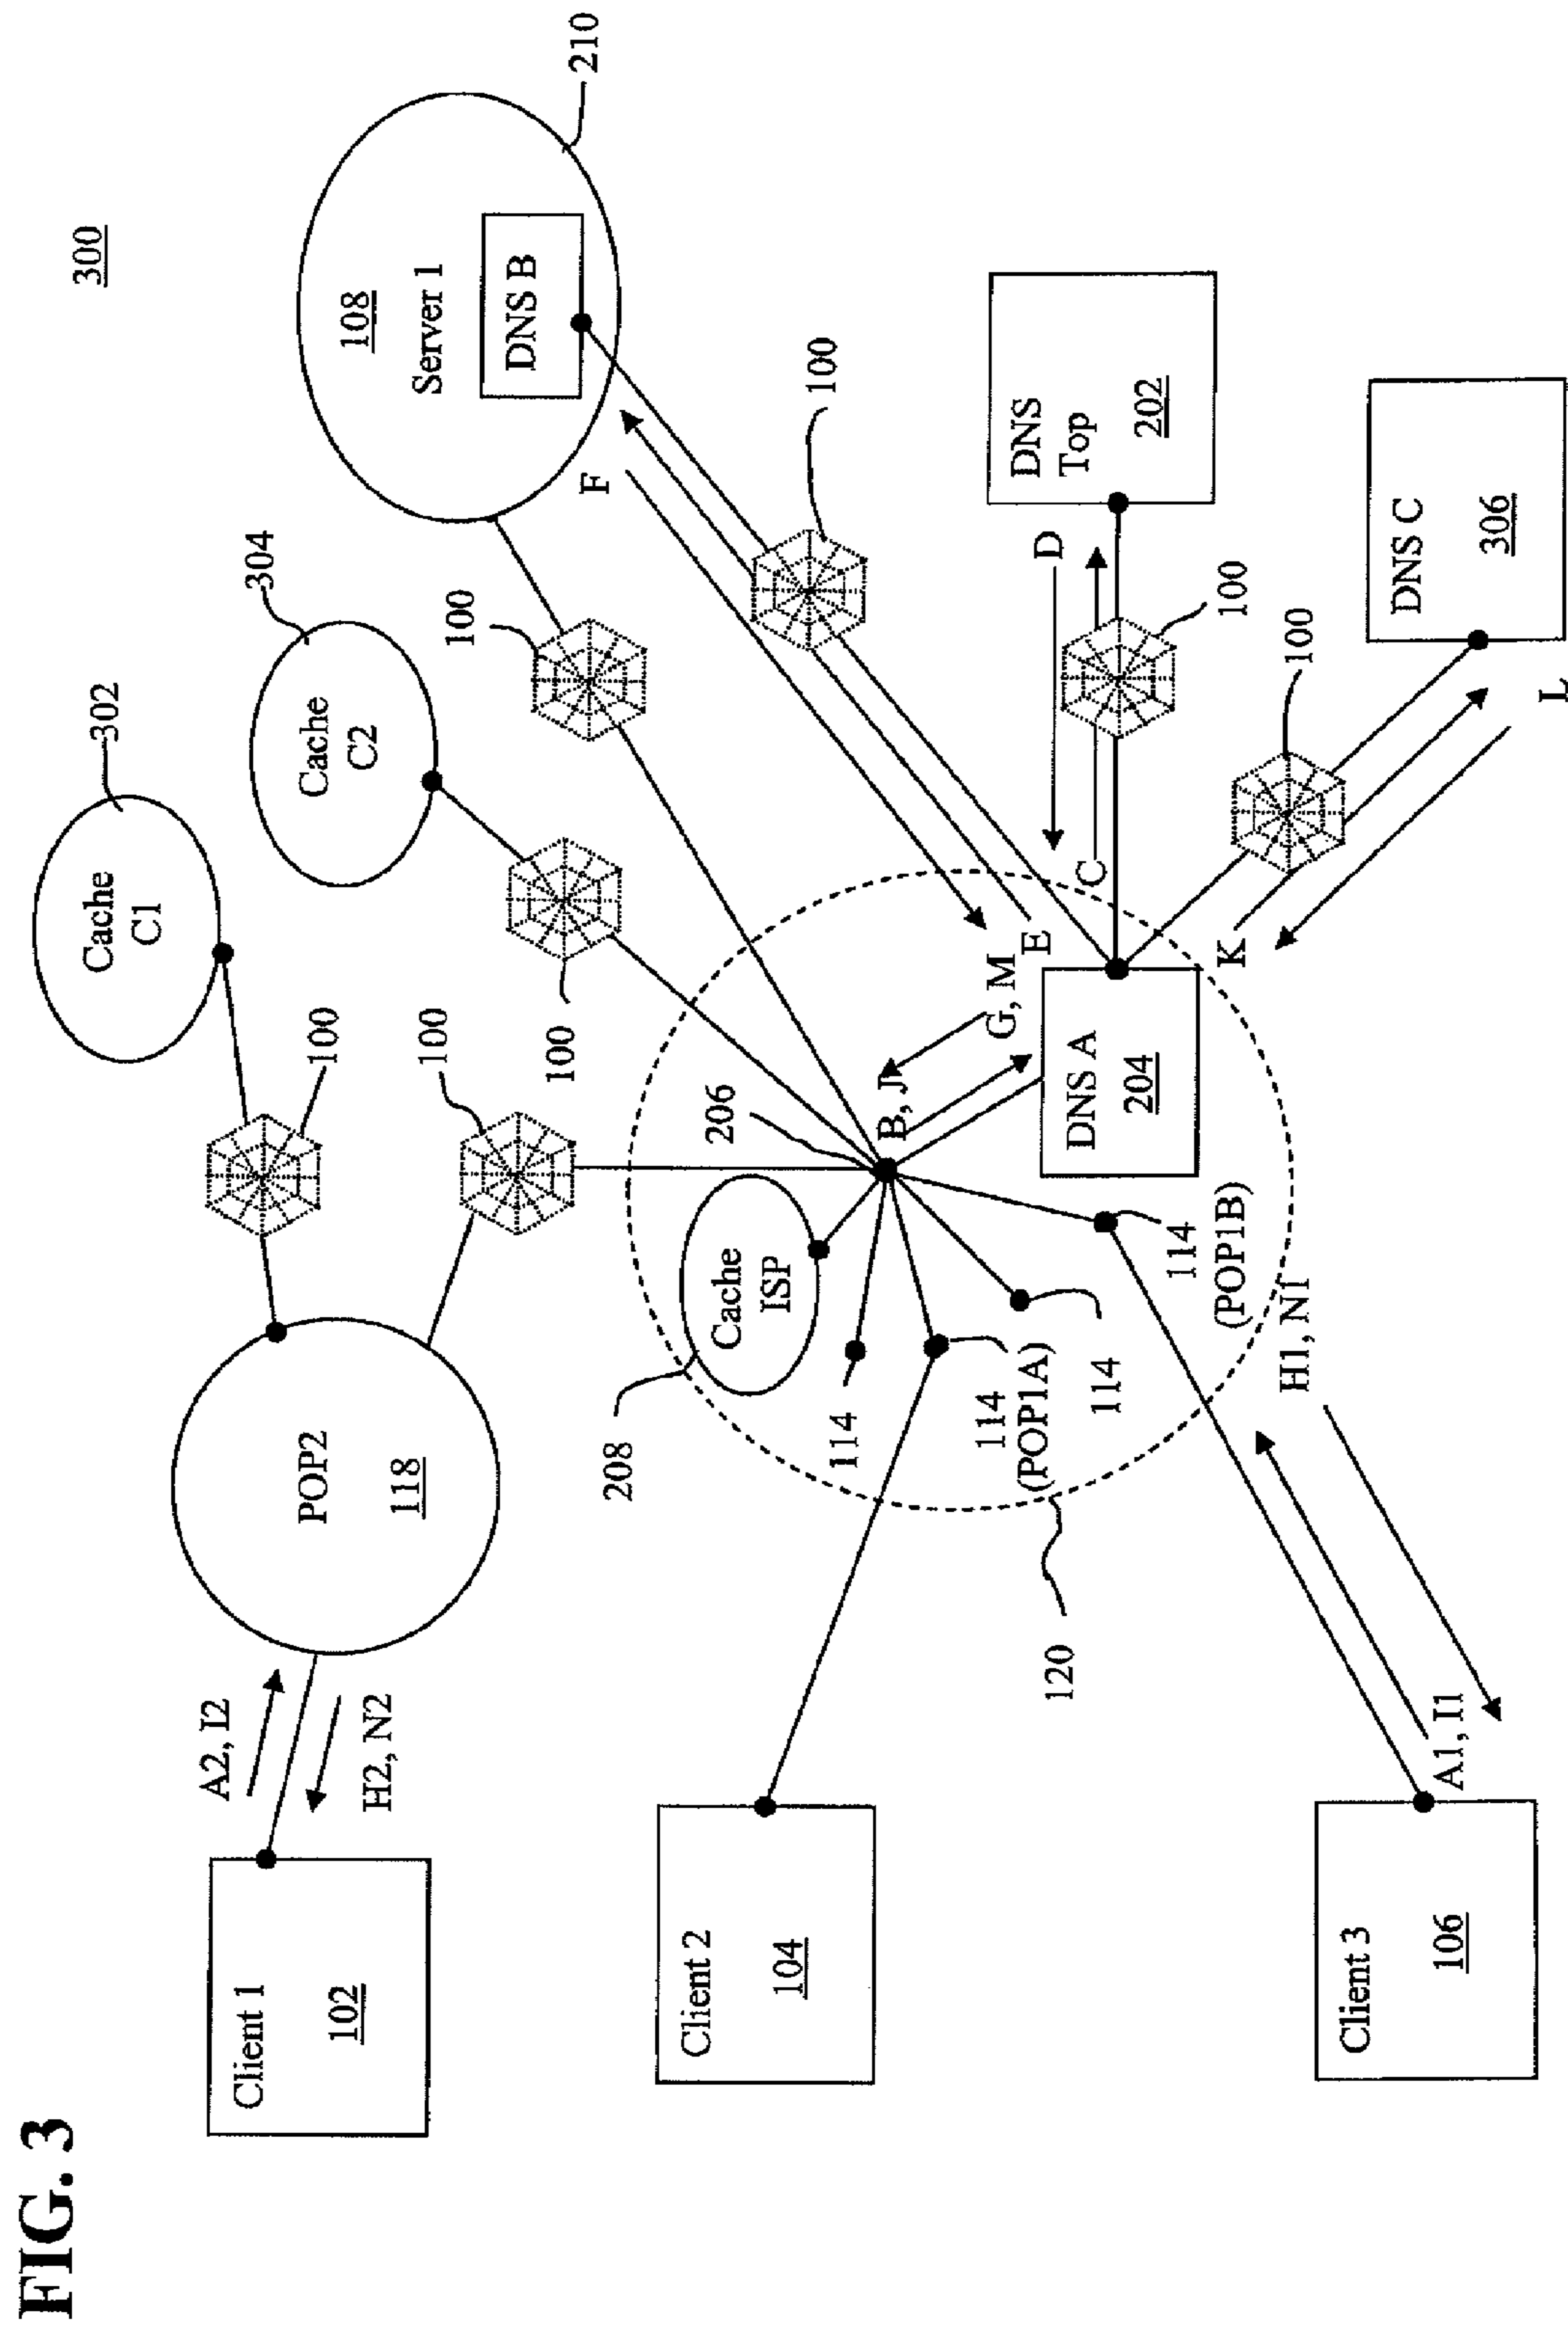 FIG. 3
300
Client 1
102
A2, I2
H2, N2
POP2
118
100
Cache
C1
302
100
Cache
C2
304
100
100
108
Server 1
DNS B
210
F
100
Client 2
104
208
Cache
ISP
206
B, J
G, M
E
114
114
(POP1A)
114
114
(POP1B)
DNS A
204
120
C
D
100
DNS
Top
202
K
100
L
DNS C
306
H1, N1
A1, I1
Client 3
106